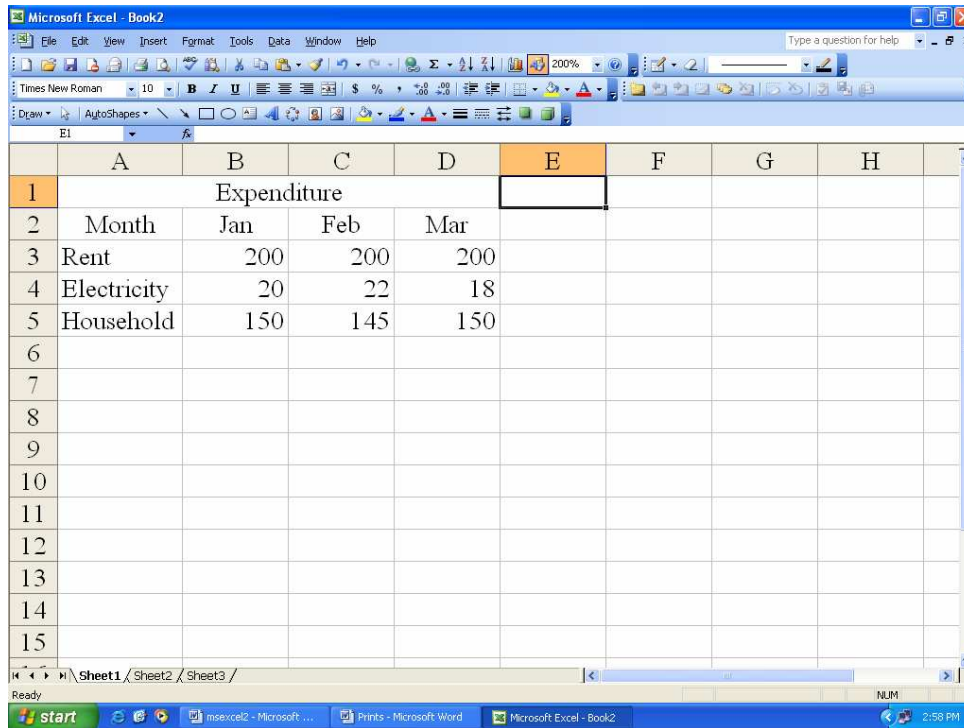 Microsoft Excel - Book2
File Edit View Insert Format Tools Data Window Help Type a question for help
200%
Times New Roman 10 B I U $ % ,
Draw AutoShapes
E1 fx
A B C D E F G H
1 Expenditure
2 Month Jan Feb Mar
3 Rent 200 200 200
4 Electricity 20 22 18
5 Household 150 145 150
6
7
8
9
10
11
12
13
14
15
Sheet1 Sheet2 Sheet3
Ready NUM
start msexcel2 - Microsoft ... Prints - Microsoft Word Microsoft Excel - Book2 2:58 PM